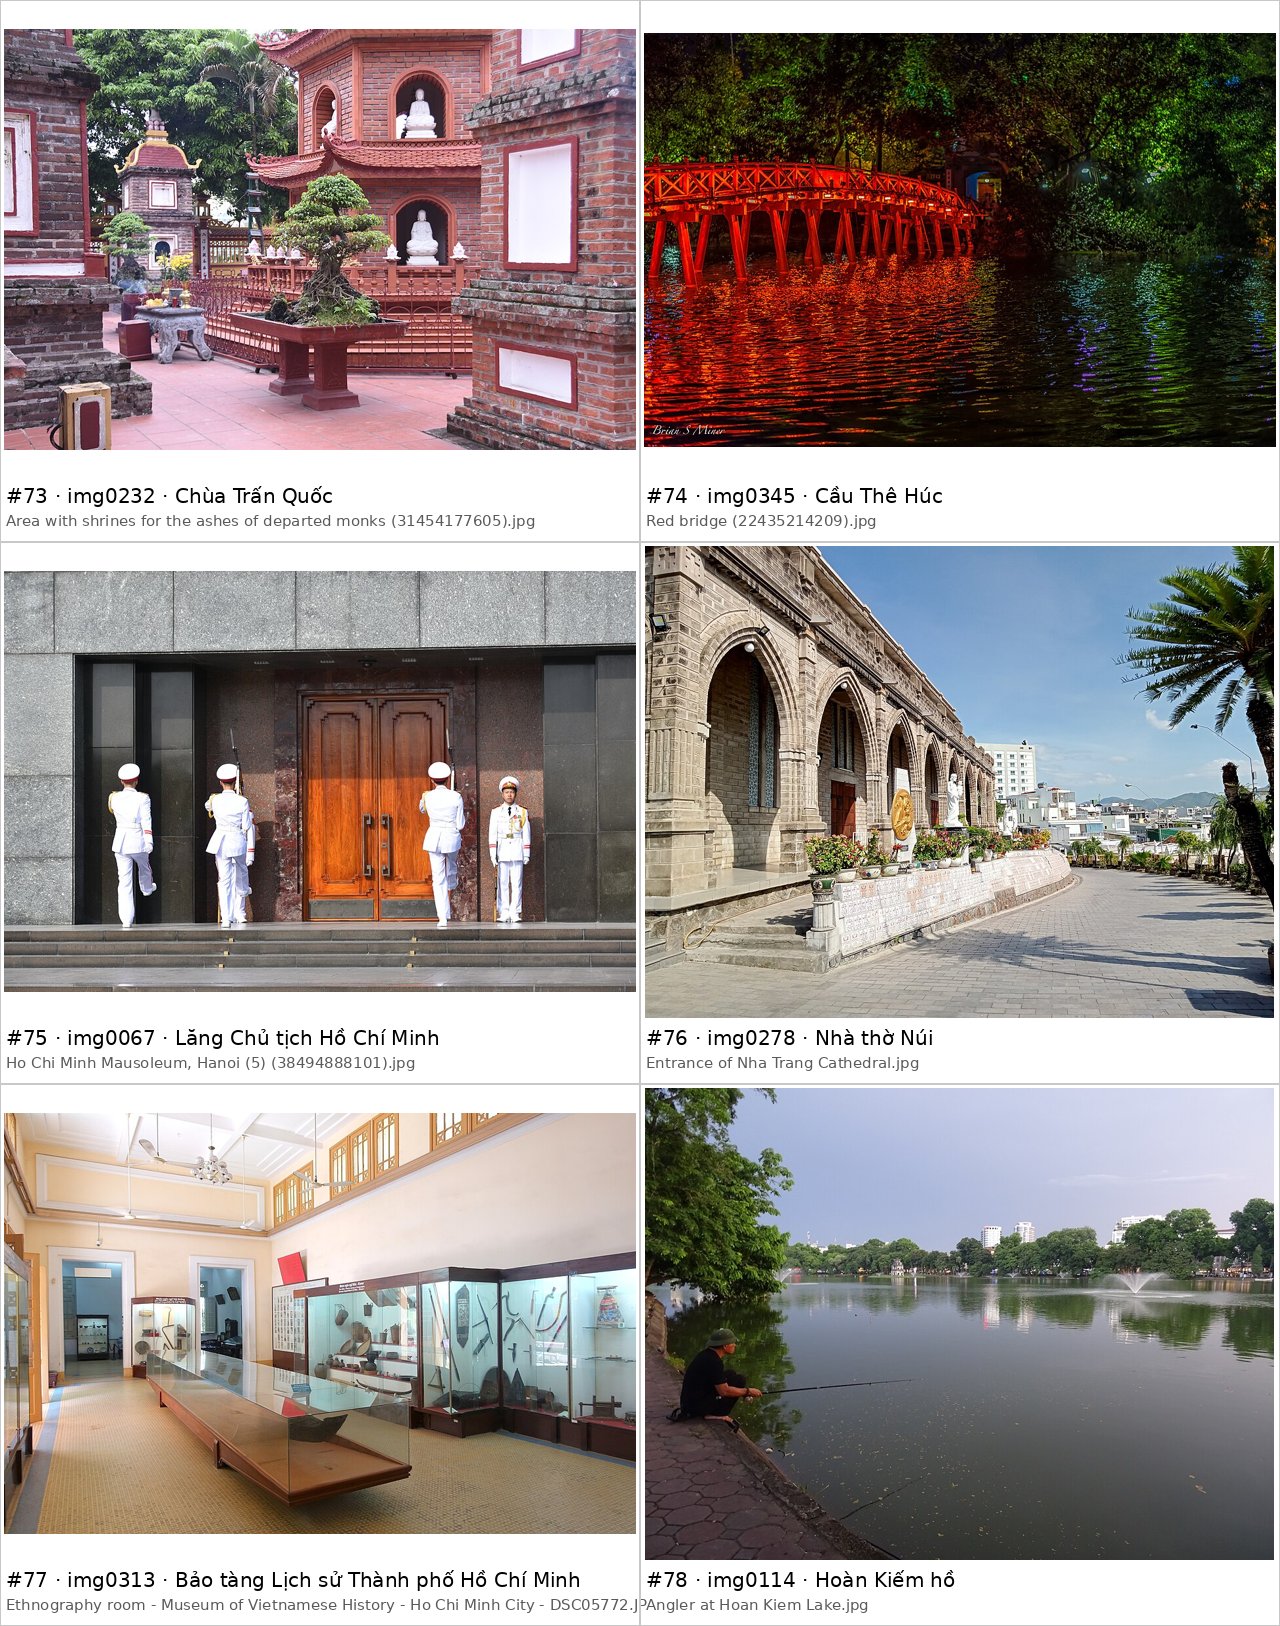 #73 · img0232 · Chùa Trấn Quốc
Area with shrines for the ashes of departed monks (31454177605).jpg
Brian S Miner
#74 · img0345 · Cầu Thê Húc
Red bridge (22435214209).jpg
#75 · img0067 · Lăng Chủ tịch Hồ Chí Minh
Ho Chi Minh Mausoleum, Hanoi (5) (38494888101).jpg
#76 · img0278 · Nhà thờ Núi
Entrance of Nha Trang Cathedral.jpg
#77 · img0313 · Bảo tàng Lịch sử Thành phố Hồ Chí Minh
Ethnography room - Museum of Vietnamese History - Ho Chi Minh City - DSC05772.JP
#78 · img0114 · Hoàn Kiếm hồ
Angler at Hoan Kiem Lake.jpg